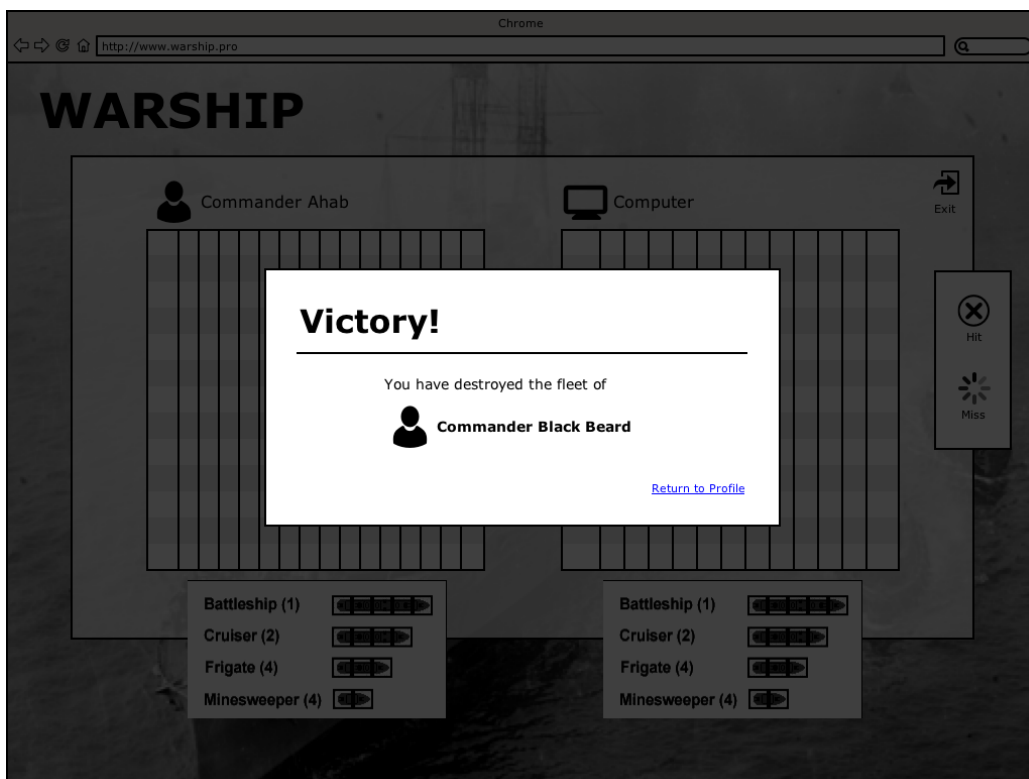 Chrome
http://www.warship.pro
WARSHIP
Commander Ahab
Computer
Exit
Victory!
You have destroyed the fleet of
Commander Black Beard
Return to Profile
Hit
Miss
Battleship (1)
Cruiser (2)
Frigate (4)
Minesweeper (4)
Battleship (1)
Cruiser (2)
Frigate (4)
Minesweeper (4)